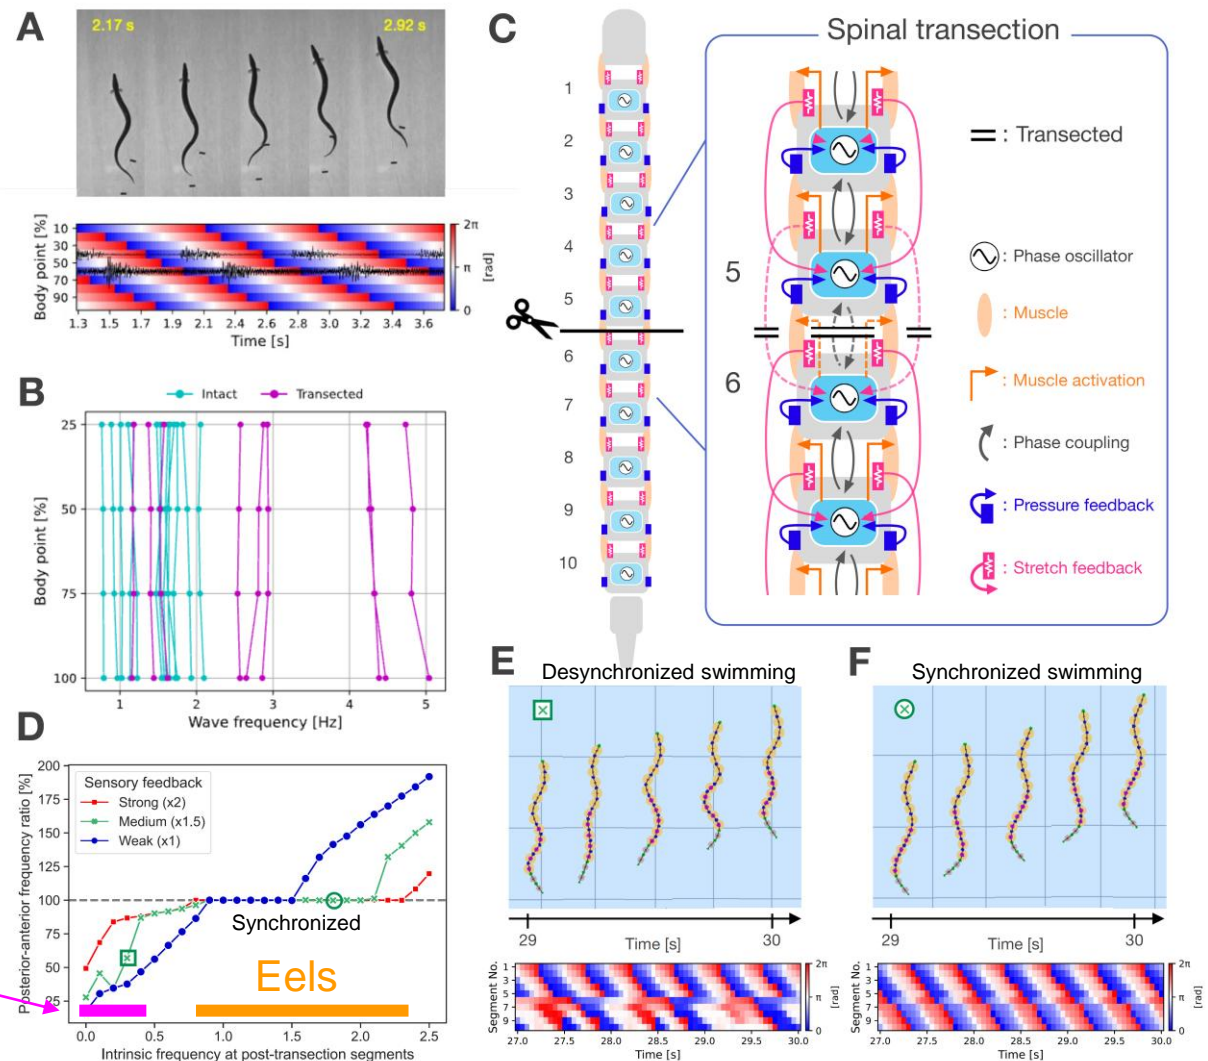 A
2.17 s
2.92 s
Body point [%]
10
30
50
70
90
2π
π
0
[rad]
1.3 1.5 1.7 1.9 2.1 2.3 2.4 2.6 2.8 3.0 3.2 3.4 3.6
Time [s]
B
Intact
Transected
Body point [%]
25
50
75
100
1 2 3 4 5
Wave frequency [Hz]
C
Spinal transection
1
2
3
4
5
6
7
8
9
10
5
6
: Transected
: Phase oscillator
: Muscle
: Muscle activation
: Phase coupling
: Pressure feedback
: Stretch feedback
D
Posterior-anterior frequency ratio [%]
200
175
150
125
100
75
50
25
Sensory feedback
Strong (x2)
Medium (x1.5)
Weak (x1)
Synchronized
Eels
0.0 0.5 1.0 1.5 2.0 2.5
Intrinsic frequency at post-transection segments
E
Desynchronized swimming
29
Time [s]
30
Segment No.
1
3
5
7
9
2π
π
0
[rad]
27.0 27.5 28.0 28.5 29.0 29.5 30.0
Time [s]
F
Synchronized swimming
29
Time [s]
30
Segment No.
1
3
5
7
9
2π
π
0
[rad]
27.0 27.5 28.0 28.5 29.0 29.5 30.0
Time [s]